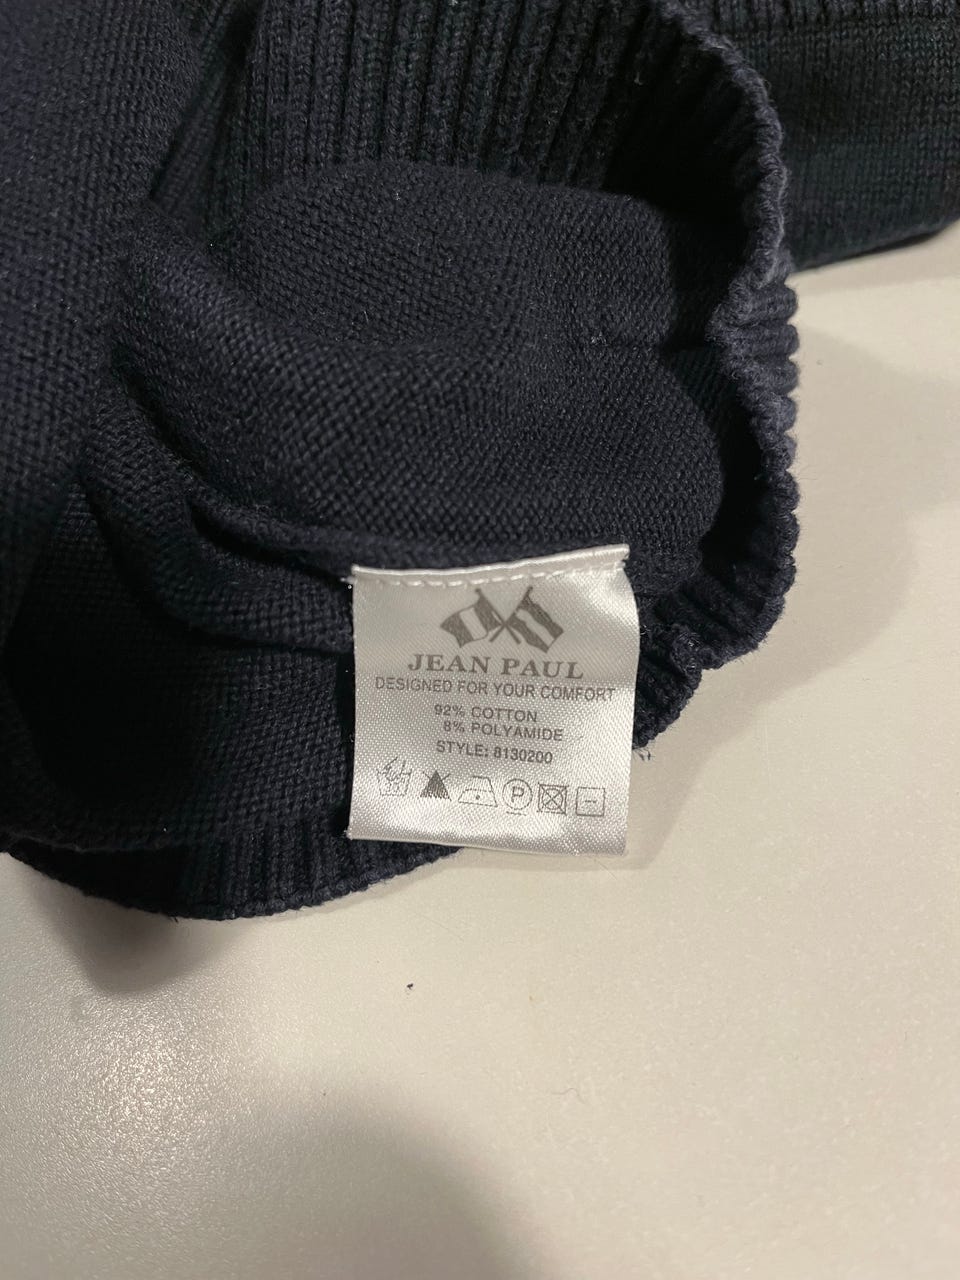 JEAN PAUL
DESIGNED FOR YOUR COMFORT
92% COTTON
8% POLYAMIDE
STYLE: 8130200
P